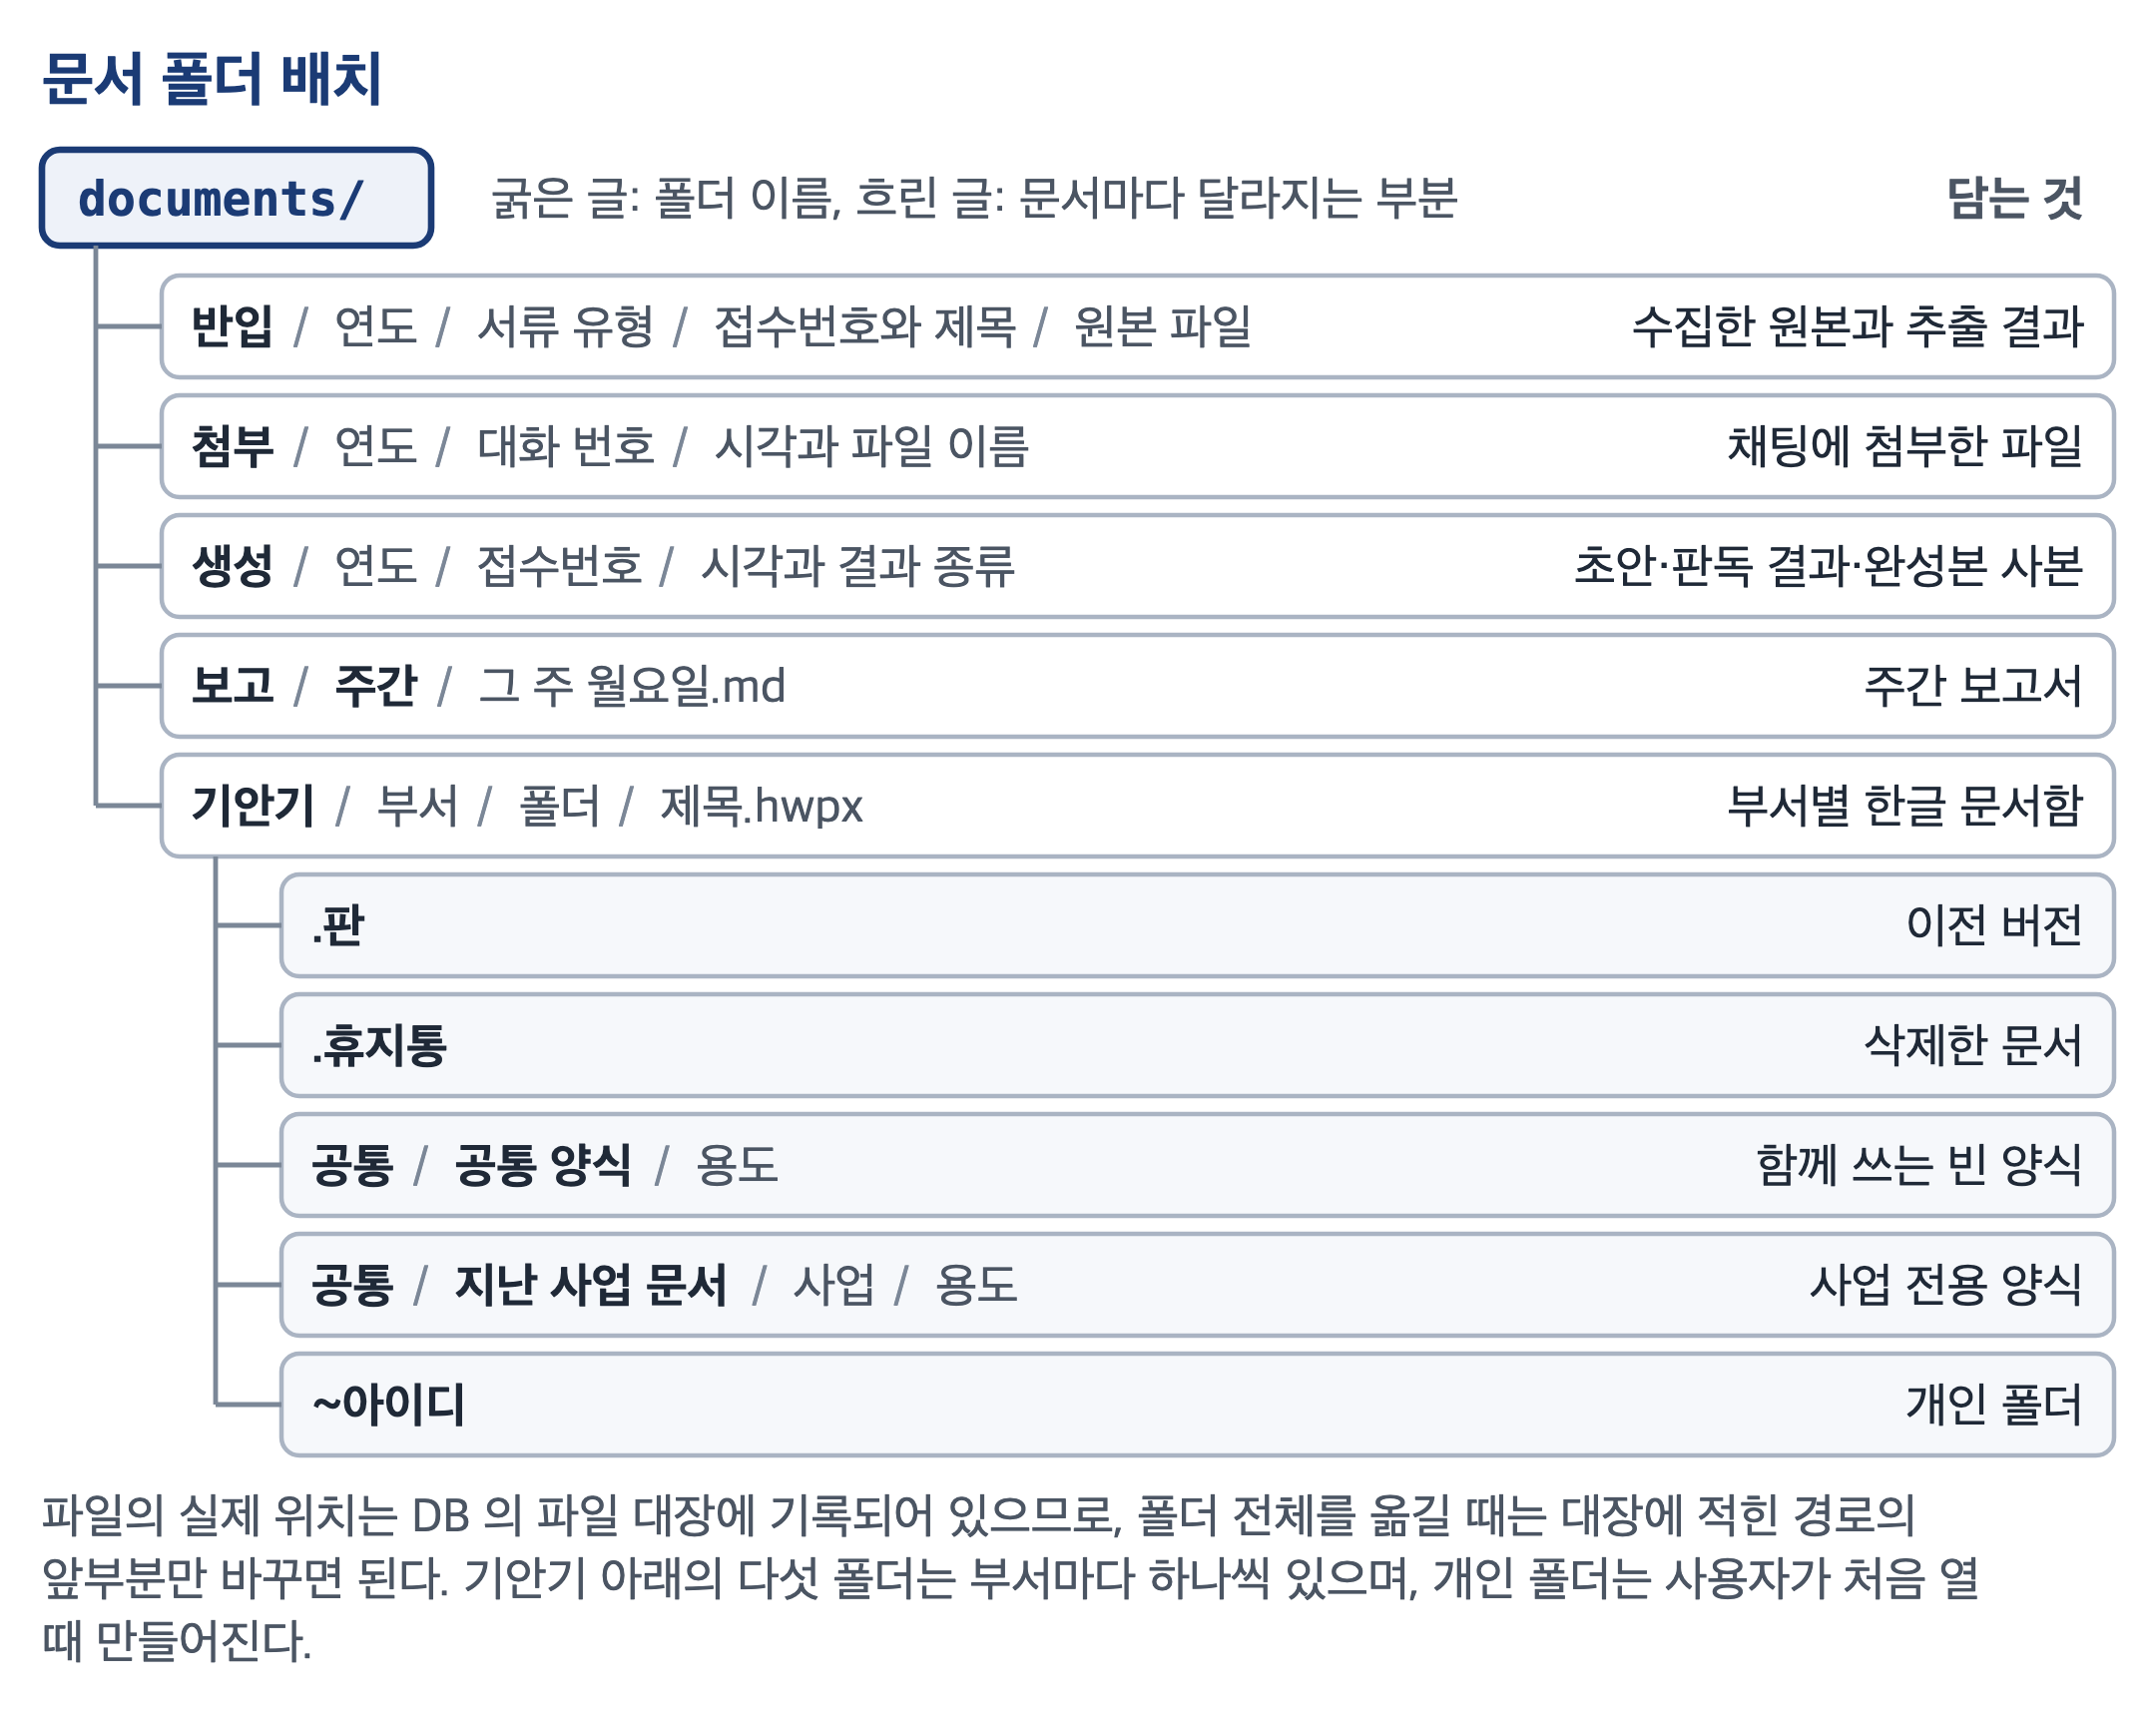 문서 폴더 배치
documents/ 굵은 글: 폴더 이름, 흐린 글: 문서마다 달라지는 부분 담는 것
반입 / 연도 / 서류 유형 / 접수번호와 제목 / 원본 파일 수집한 원본과 추출 결과
첨부 / 연도 / 대화 번호 / 시각과 파일 이름 채팅에 첨부한 파일
생성 / 연도 / 접수번호 / 시각과 결과 종류 초안·판독 결과·완성본 사본
보고 / 주간 / 그 주 월요일.md 주간 보고서
기안기 / 부서 / 폴더 / 제목.hwpx 부서별 한글 문서함
.판 이전 버전
.휴지통 삭제한 문서
공통 / 공통 양식 / 용도 함께 쓰는 빈 양식
공통 / 지난 사업 문서 / 사업 / 용도 사업 전용 양식
~아이디 개인 폴더
파일의 실제 위치는 DB 의 파일 대장에 기록되어 있으므로, 폴더 전체를 옮길 때는 대장에 적힌 경로의
앞부분만 바꾸면 된다. 기안기 아래의 다섯 폴더는 부서마다 하나씩 있으며, 개인 폴더는 사용자가 처음 열
때 만들어진다.